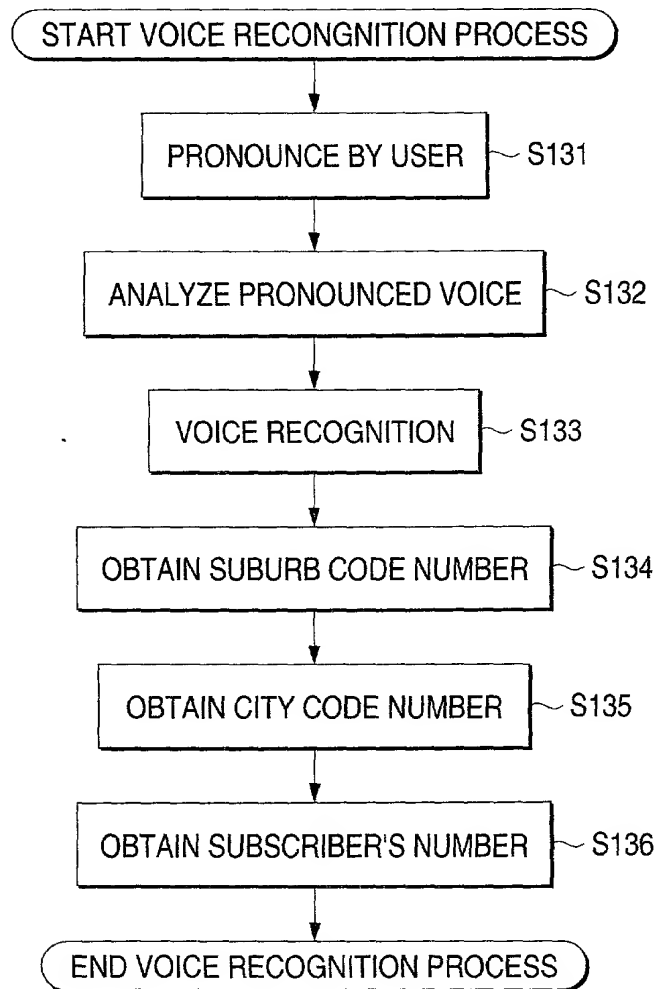 START VOICE RECONGNITION PROCESS
PRONOUNCE BY USER
S131
ANALYZE PRONOUNCED VOICE
S132
VOICE RECOGNITION
S133
OBTAIN SUBURB CODE NUMBER
S134
OBTAIN CITY CODE NUMBER
S135
OBTAIN SUBSCRIBER'S NUMBER
S136
END VOICE RECOGNITION PROCESS